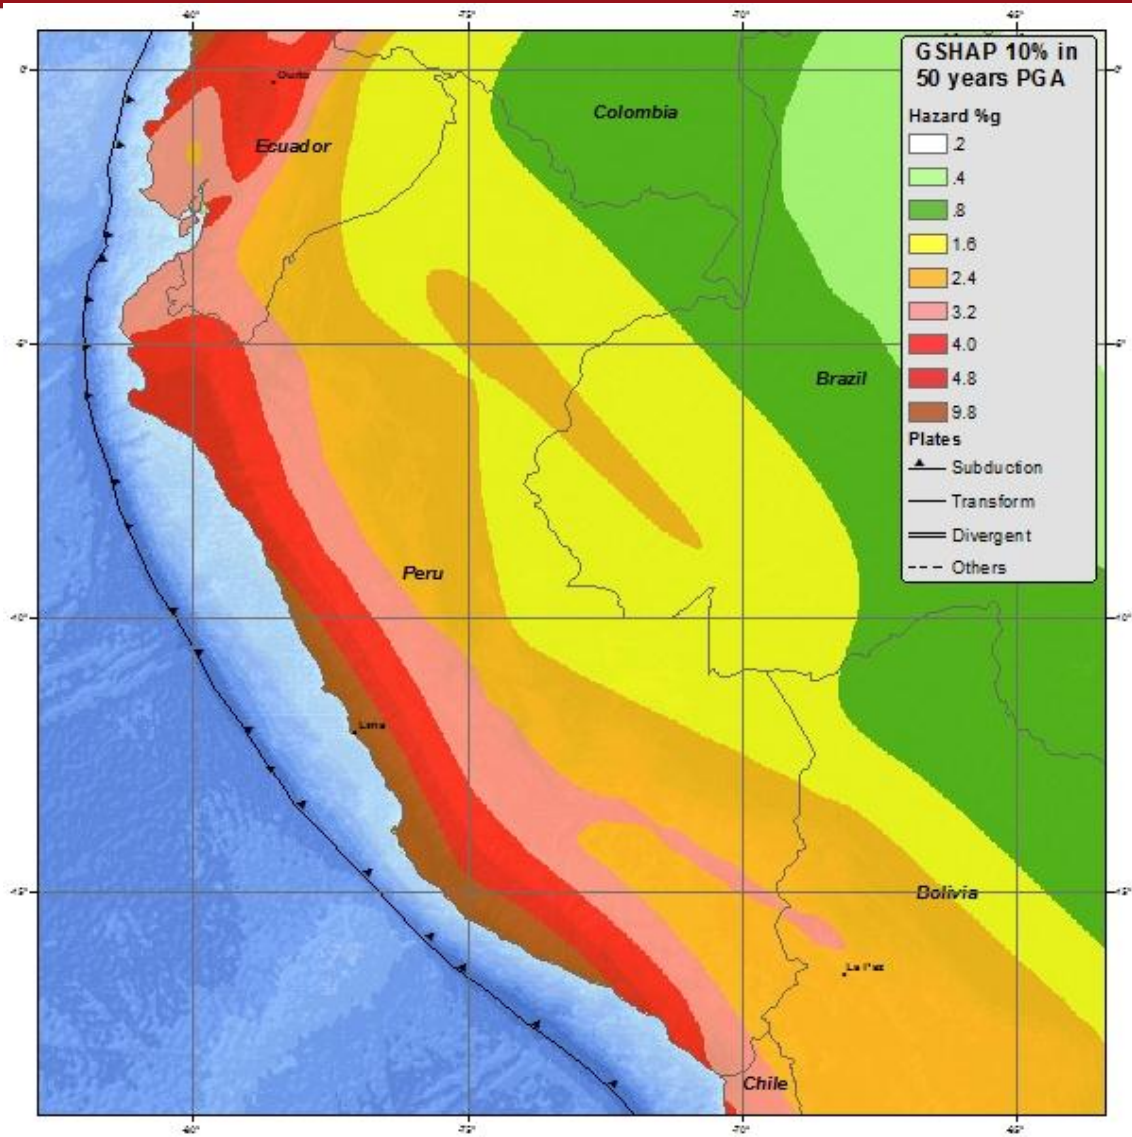 GSHAP 10% in
50 years PGA
Hazard %g
.2
.4
.8
1.6
2.4
3.2
4.0
4.8
9.8
Plates
Subduction
Transform
Divergent
Others
Colombia
Ecuador
Brazil
Peru
Lima
Bolivia
La Paz
Chile